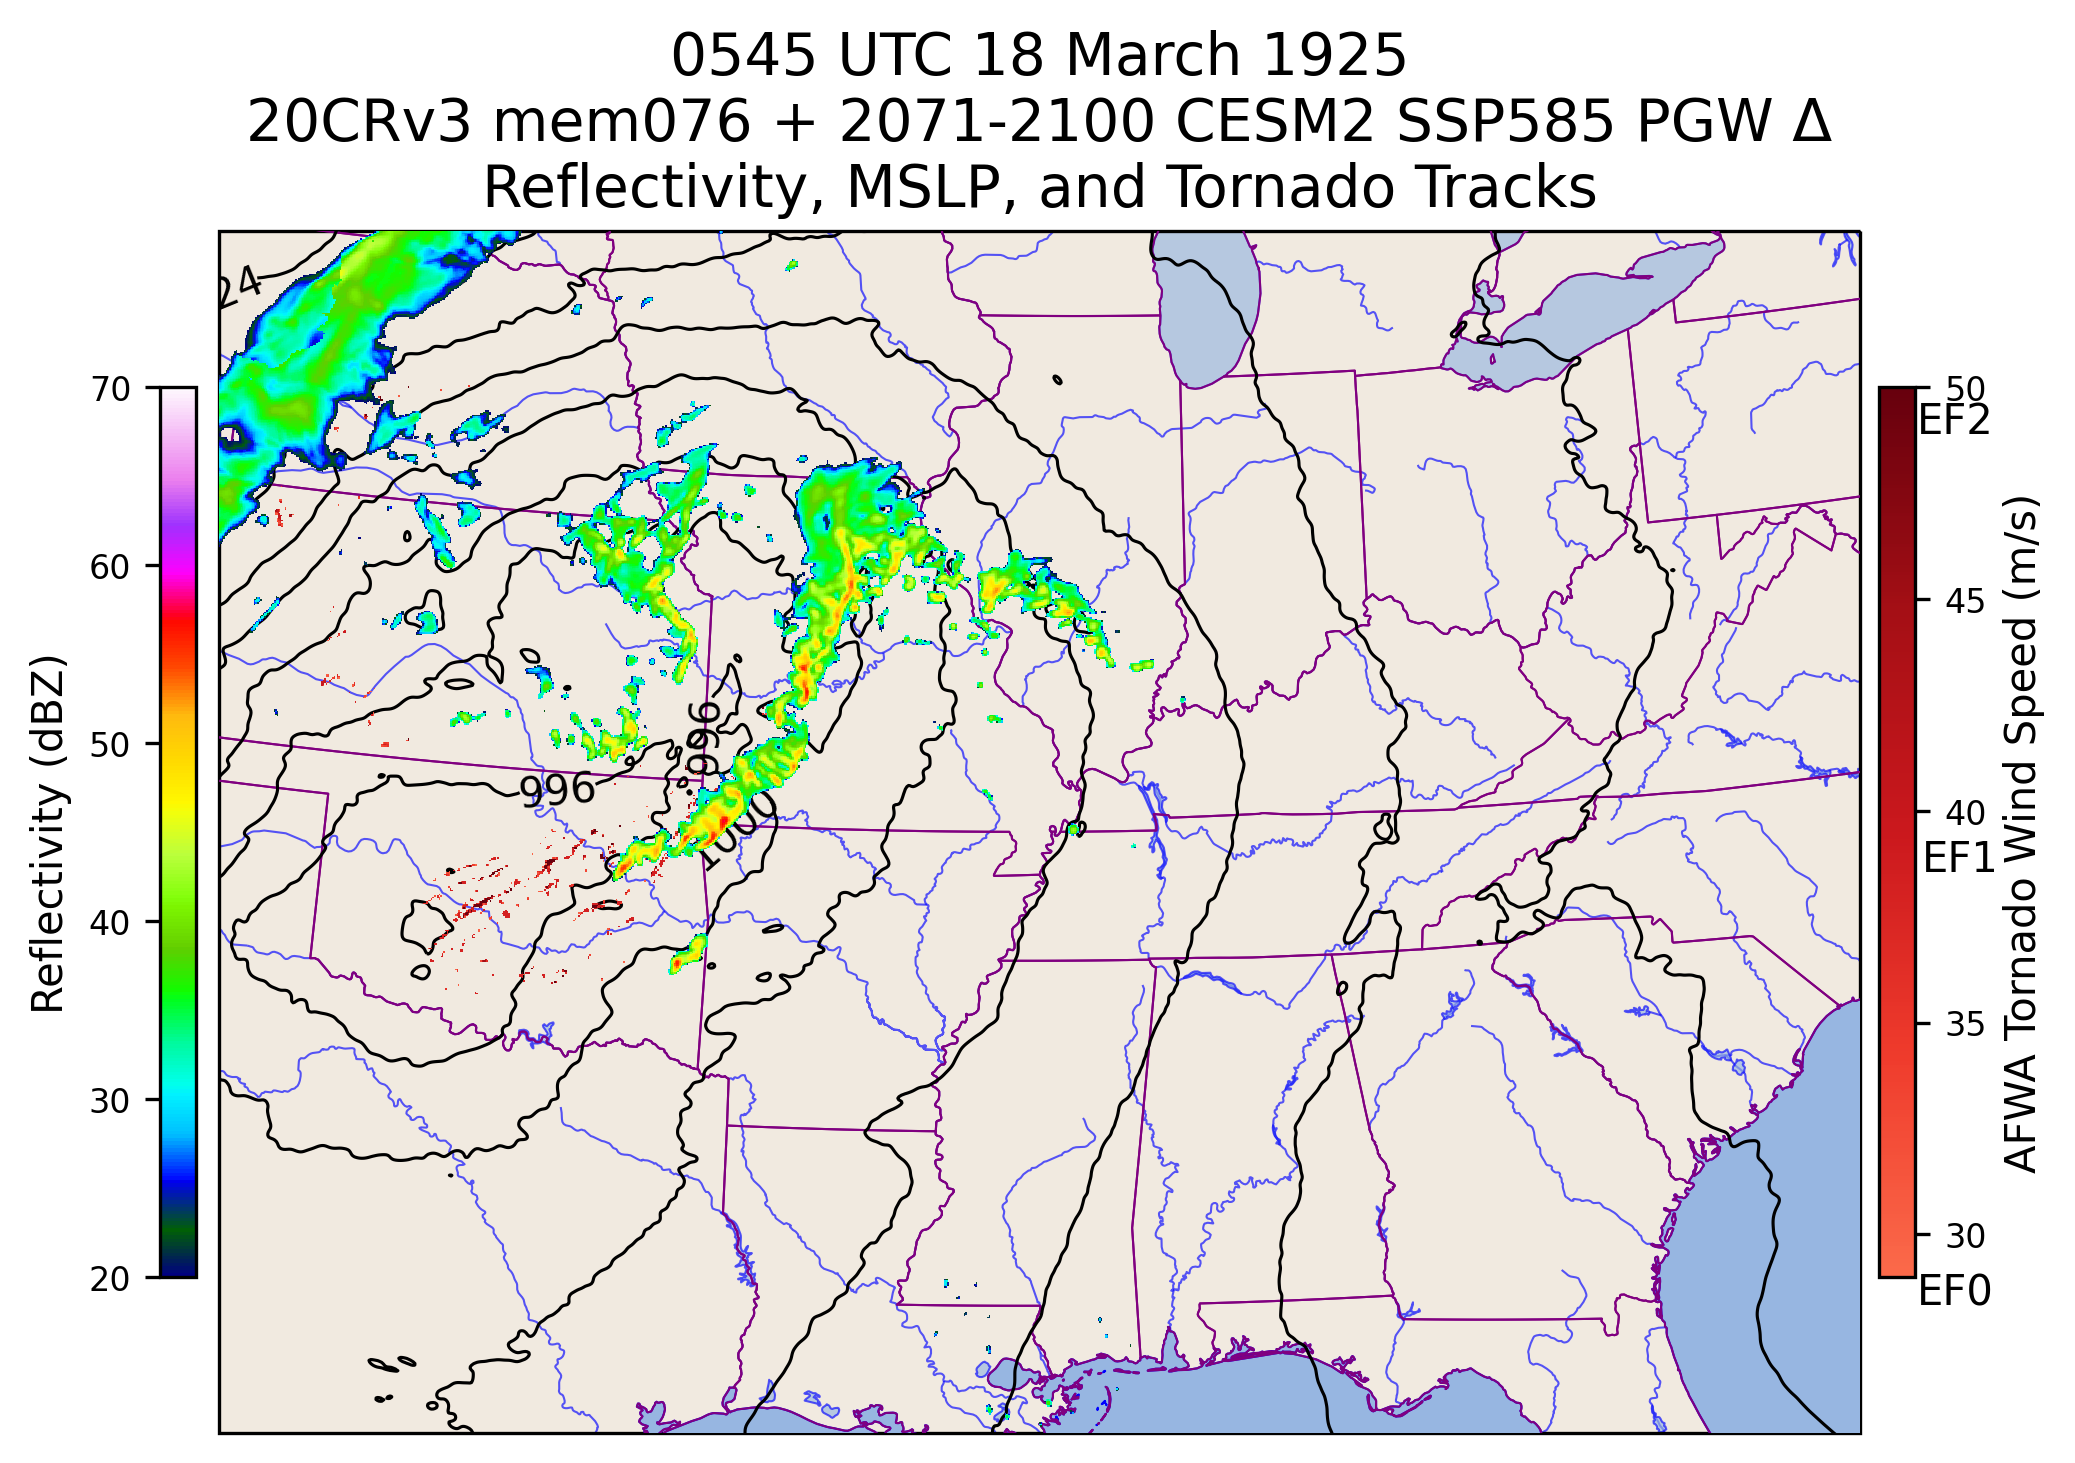 0545 UTC 18 March 1925
20CRv3 mem076 + 2071-2100 CESM2 SSP585 PGW Δ
Reflectivity, MSLP, and Tornado Tracks
24
996
996
1000
Reflectivity (dBZ)
70
60
50
40
30
20
50
EF2
45
40
EF1
35
30
EF0
AFWA Tornado Wind Speed (m/s)